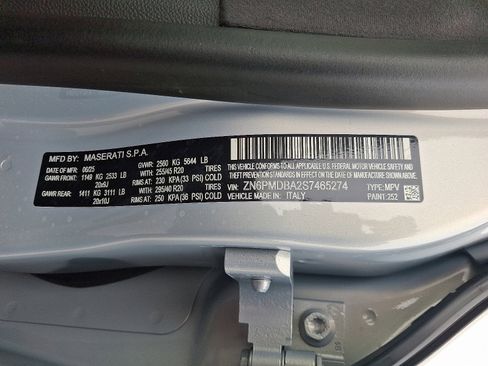 MFD BY: MASERATI S.P.A.
DATE OF MFR: 06/25 GVWR: 2560 KG 5644 LB
GAWR FRONT: 1149 KG 2533 LB WITH 255/45 R20 TIRES
20x9J RIMS AT 230 KPA(33 PSI) COLD
GAWR REAR: 1411 KG 3111 LB WITH 295/40 R20 TIRES
20x10J RIMS AT 250 KPA(36 PSI) COLD
THIS VEHICLE CONFORMS TO ALL
APPLICABLE U.S. FEDERAL MOTOR VEHICLE
SAFETY STANDARDS IN EFFECT ON THE
DATE OF MANUFACTURE SHOWN ABOVE
VIN: ZN6PMDBA2S7465274 TYPE: MPV
VEHICLE MADE IN: ITALY PAINT: 252